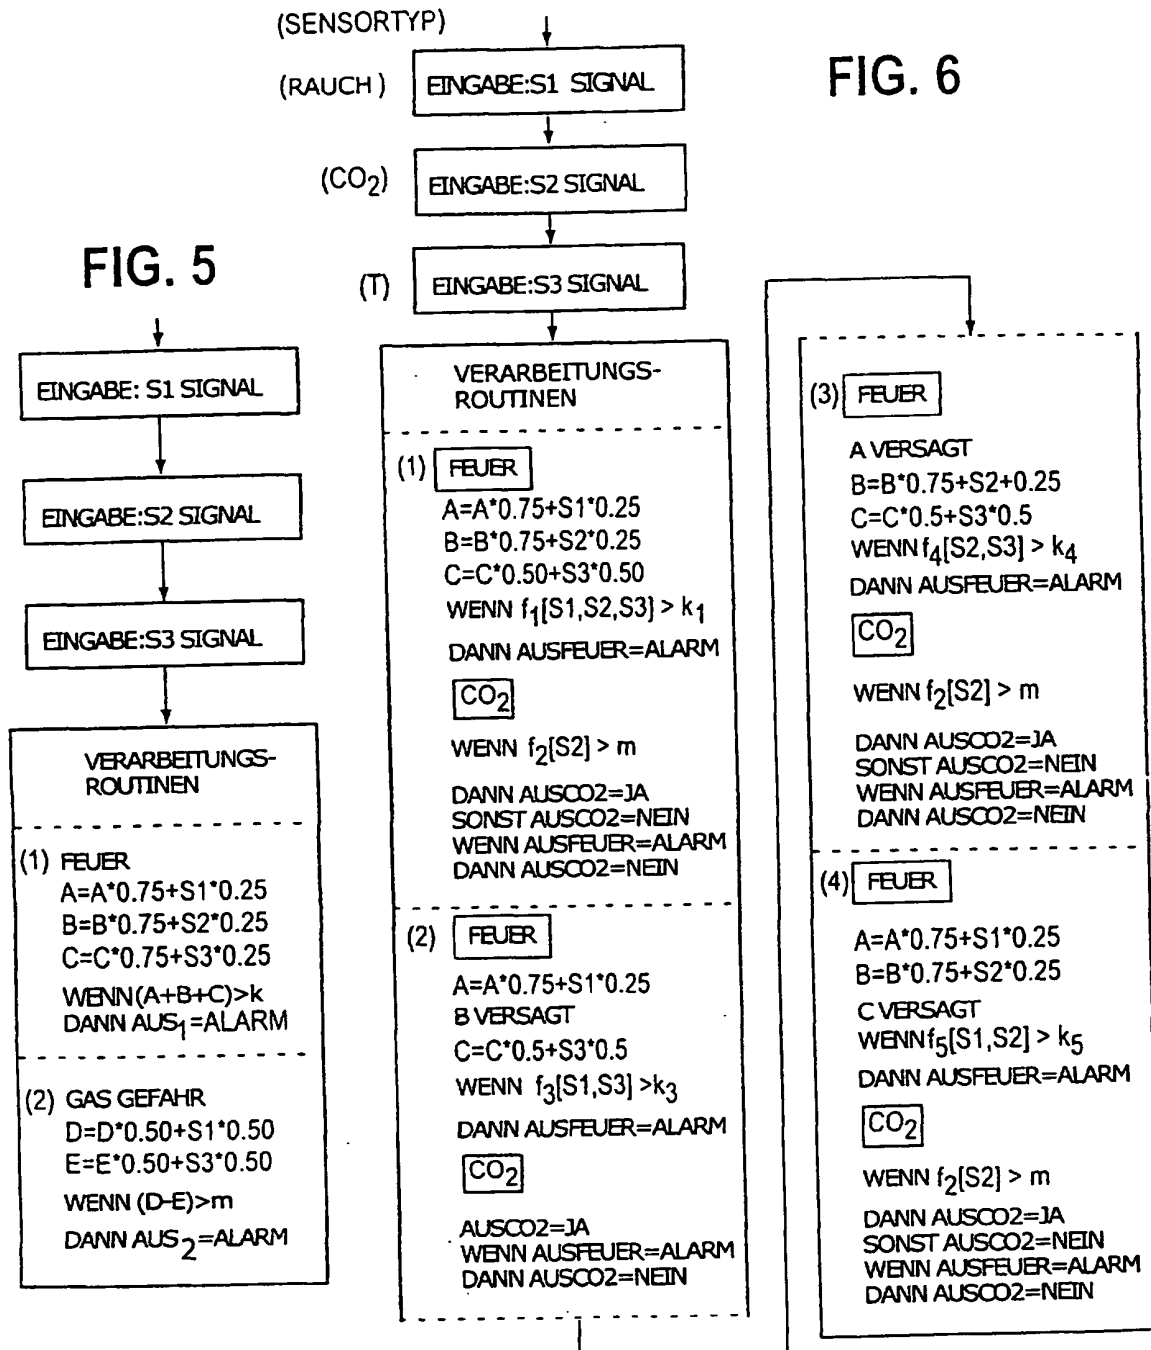 FIG. 5
EINGABE: S1 SIGNAL
EINGABE:S2 SIGNAL
EINGABE:S3 SIGNAL
VERARBEITUNGS-
ROUTINEN
(1) FEUER
A=A*0.75+S1*0.25
B=B*0.75+S2*0.25
C=C*0.75+S3*0.25
WENN(A+B+C)>k
DANN AUS1=ALARM
(2) GAS GEFAHR
D=D*0.50+S1*0.50
E=E*0.50+S3*0.50
WENN (D-E)>m
DANN AUS2=ALARM
FIG. 6
(SENSORTYP)
(RAUCH) EINGABE:S1 SIGNAL
(CO2) EINGABE:S2 SIGNAL
(T) EINGABE:S3 SIGNAL
VERARBEITUNGS-
ROUTINEN
(1) FEUER
A=A*0.75+S1*0.25
B=B*0.75+S2*0.25
C=C*0.50+S3*0.50
WENN f1[S1,S2,S3] > k1
DANN AUSFEUER=ALARM
CO2
WENN f2[S2] > m
DANN AUSCO2=JA
SONST AUSCO2=NEIN
WENN AUSFEUER=ALARM
DANN AUSCO2=NEIN
(2) FEUER
A=A*0.75+S1*0.25
B VERSAGT
C=C*0.5+S3*0.5
WENN f3[S1,S3] >k3
DANN AUSFEUER=ALARM
CO2
AUSCO2=JA
WENN AUSFEUER=ALARM
DANN AUSCO2=NEIN
(3) FEUER
A VERSAGT
B=B*0.75+S2+0.25
C=C*0.5+S3*0.5
WENN f4[S2,S3] > k4
DANN AUSFEUER=ALARM
CO2
WENN f2[S2] > m
DANN AUSCO2=JA
SONST AUSCO2=NEIN
WENN AUSFEUER=ALARM
DANN AUSCO2=NEIN
(4) FEUER
A=A*0.75+S1*0.25
B=B*0.75+S2*0.25
C VERSAGT
WENNf5[S1,S2] > k5
DANN AUSFEUER=ALARM
CO2
WENN f2[S2] > m
DANN AUSCO2=JA
SONST AUSCO2=NEIN
WENN AUSFEUER=ALARM
DANN AUSCO2=NEIN